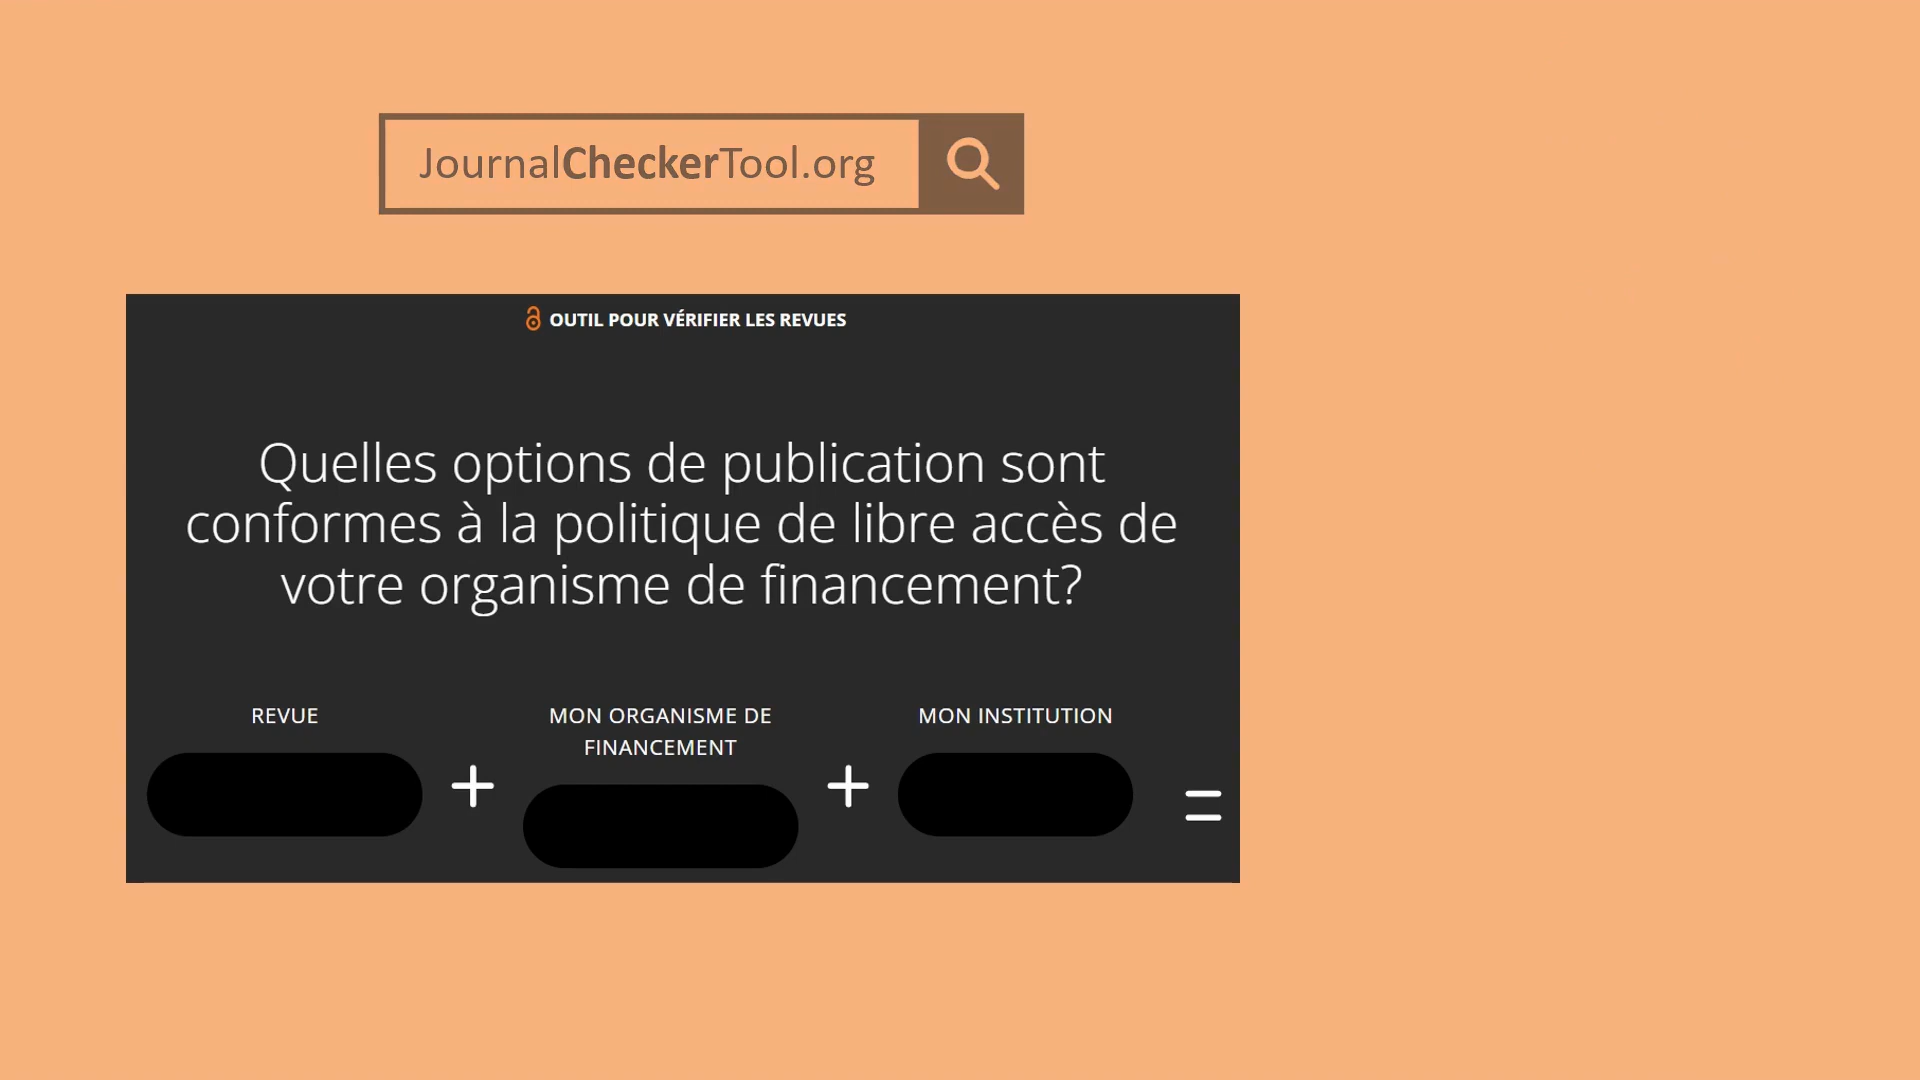 JournalCheckerTool.org
OUTIL POUR VÉRIFIER LES REVUES
Quelles options de publication sont
conformes à la politique de libre accès de
votre organisme de financement?
REVUE
MON ORGANISME DE
FINANCEMENT
MON INSTITUTION
+
+
=